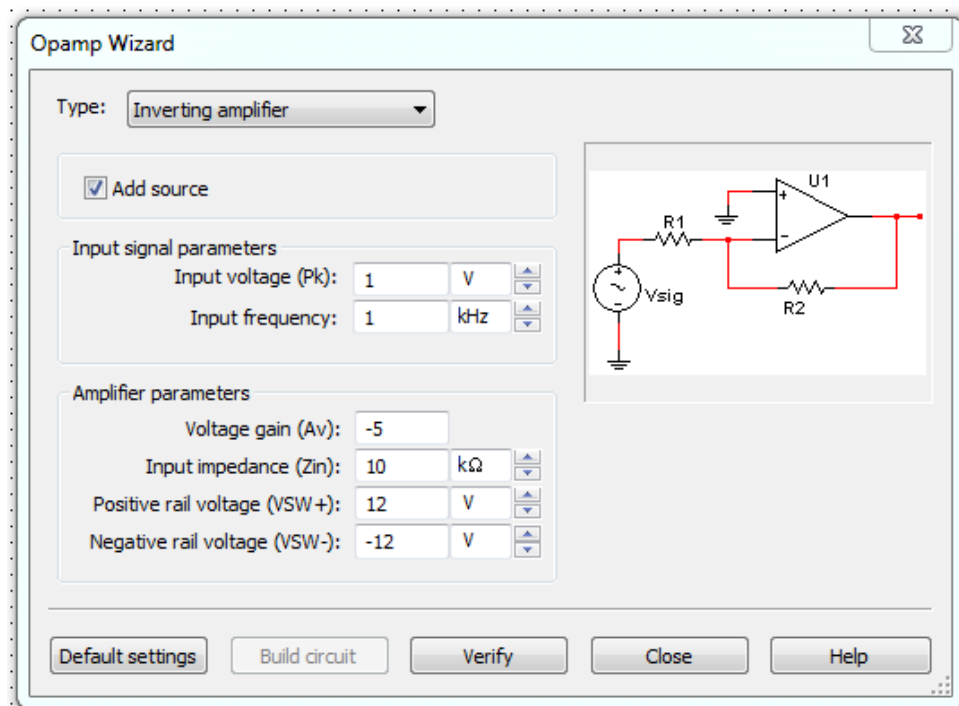 Opamp Wizard
Type: Inverting amplifier
Add source
Input signal parameters
Input voltage (Pk): 1 V
Input frequency: 1 kHz
Amplifier parameters
Voltage gain (Av): -5
Input impedance (Zin): 10 kΩ
Positive rail voltage (VSW+): 12 V
Negative rail voltage (VSW-): -12 V
U1
+
R1
-
+
Vsig
-
R2
Default settings Build circuit Verify Close Help